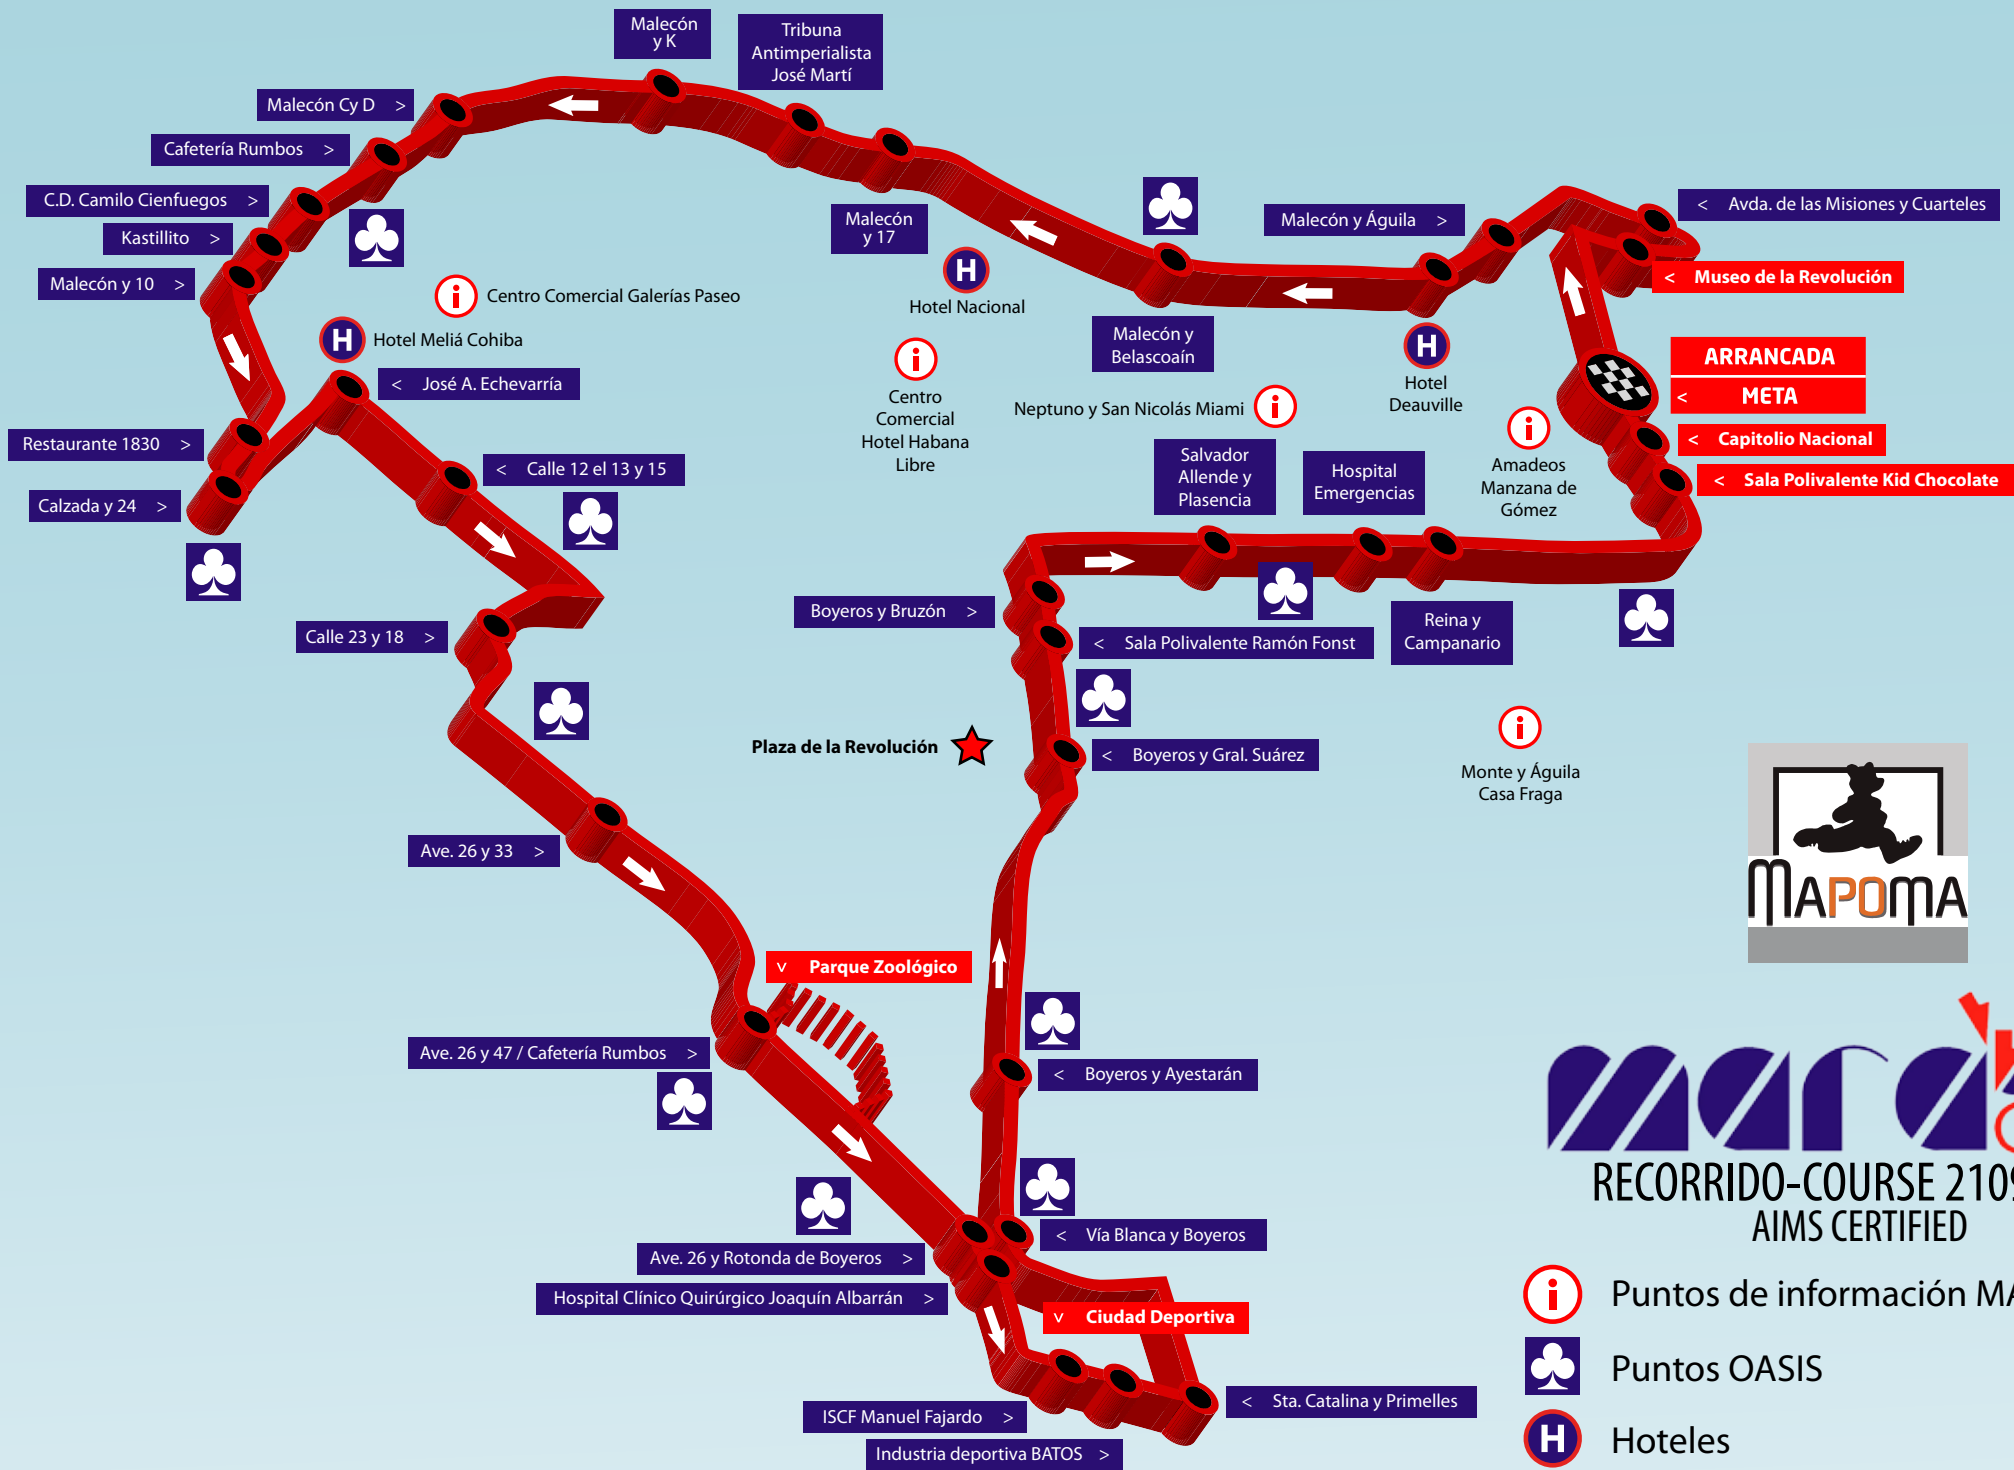 Malecón
y K
Tribuna
Antimperialista
José Martí
Malecón Cy D >
Cafetería Rumbos >
C.D. Camilo Cienfuegos >
Kastillito >
Malecón y 10 >
Malecón
y 17
Malecón y Águila >
< Avda. de las Misiones y Cuarteles
< Museo de la Revolución
i Centro Comercial Galerías Paseo
H
Hotel Nacional
H Hotel Meliá Cohiba
Malecón y
Belascoaín
H
Hotel
Deauville
ARRANCADA
< META
i
Centro
Comercial
Hotel Habana
Libre
< José A. Echevarría
Neptuno y San Nicolás Miami i
i
Amadeos
Manzana de
Gómez
< Capitolio Nacional
< Sala Polivalente Kid Chocolate
Restaurante 1830 >
Calzada y 24 >
< Calle 12 el 13 y 15
Salvador
Allende y
Plasencia
Hospital
Emergencias
Calle 23 y 18 >
Boyeros y Bruzón >
< Sala Polivalente Ramón Fonst
Reina y
Campanario
Plaza de la Revolución
< Boyeros y Gral. Suárez
i
Monte y Águila
Casa Fraga
Ave. 26 y 33 >
MAPOMA
v Parque Zoológico
Ave. 26 y 47 / Cafetería Rumbos >
< Boyeros y Ayestarán
mara
RECORRIDO-COURSE 2109
AIMS CERTIFIED
Ave. 26 y Rotonda de Boyeros >
< Vía Blanca y Boyeros
Hospital Clínico Quirúrgico Joaquín Albarrán >
v Ciudad Deportiva
ISCF Manuel Fajardo >
Industria deportiva BATOS >
< Sta. Catalina y Primelles
i Puntos de información MA
Puntos OASIS
H Hoteles